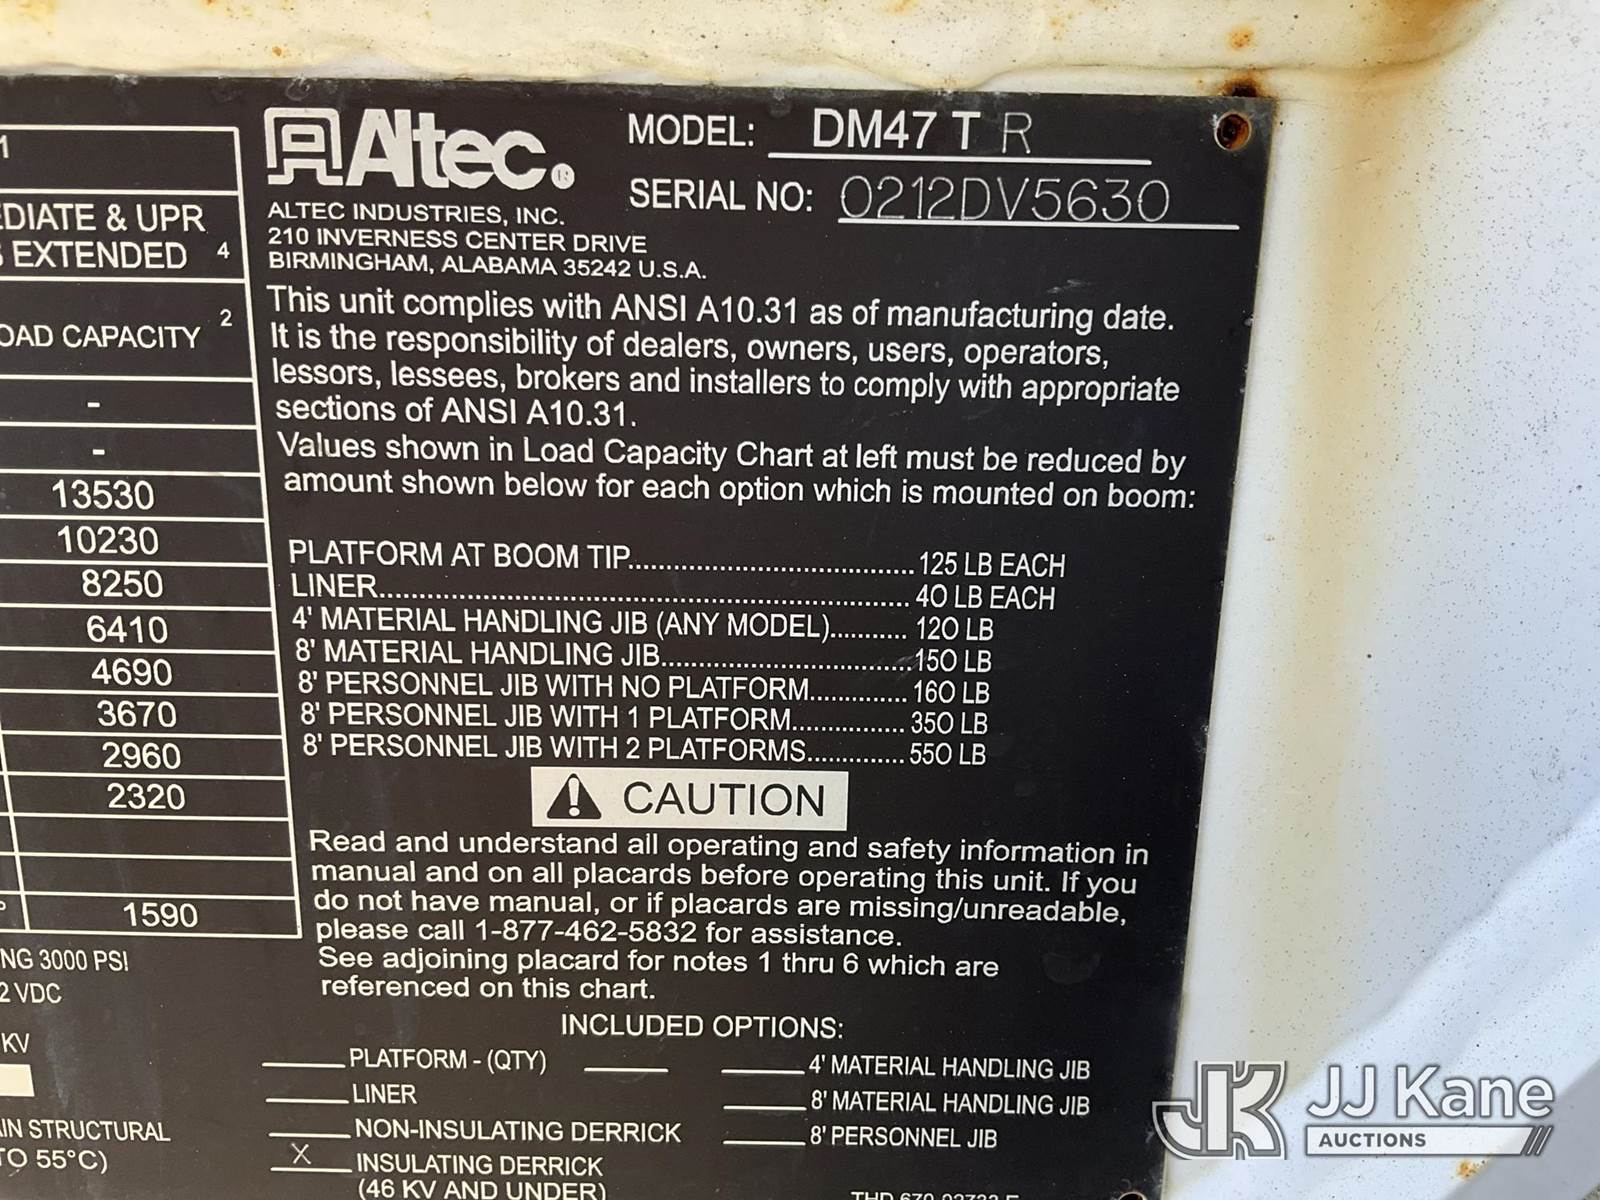 Altec®
MODEL: DM47 T R
SERIAL NO: 0212DV5630
ALTEC INDUSTRIES, INC.
210 INVERNESS CENTER DRIVE
BIRMINGHAM, ALABAMA 35242 U.S.A.
This unit complies with ANSI A10.31 as of manufacturing date.
It is the responsibility of dealers, owners, users, operators,
lessors, lessees, brokers and installers to comply with appropriate
sections of ANSI A10.31.
Values shown in Load Capacity Chart at left must be reduced by
amount shown below for each option which is mounted on boom:
PLATFORM AT BOOM TIP.................................. 125 LB EACH
LINER................................................................ 40 LB EACH
4' MATERIAL HANDLING JIB (ANY MODEL)........... 120 LB
8' MATERIAL HANDLING JIB................................ 150 LB
8' PERSONNEL JIB WITH NO PLATFORM............. 160 LB
8' PERSONNEL JIB WITH 1 PLATFORM............... 350 LB
8' PERSONNEL JIB WITH 2 PLATFORMS............. 550 LB
CAUTION
Read and understand all operating and safety information in
manual and on all placards before operating this unit. If you
do not have manual, or if placards are missing/unreadable,
please call 1-877-462-5832 for assistance.
See adjoining placard for notes 1 thru 6 which are
referenced on this chart.
INCLUDED OPTIONS:
PLATFORM - (QTY)
LINER
NON-INSULATING DERRICK
X INSULATING DERRICK
(46 KV AND UNDER)
4' MATERIAL HANDLING JIB
8' MATERIAL HANDLING JIB
8' PERSONNEL JIB
1
EDIATE & UPR
EXTENDED 4
OAD CAPACITY 2
-
-
13530
10230
8250
6410
4690
3670
2960
2320
1590
NG 3000 PSI
2 VDC
KV
IN STRUCTURAL
TO 55°C)
JK JJ Kane
AUCTIONS